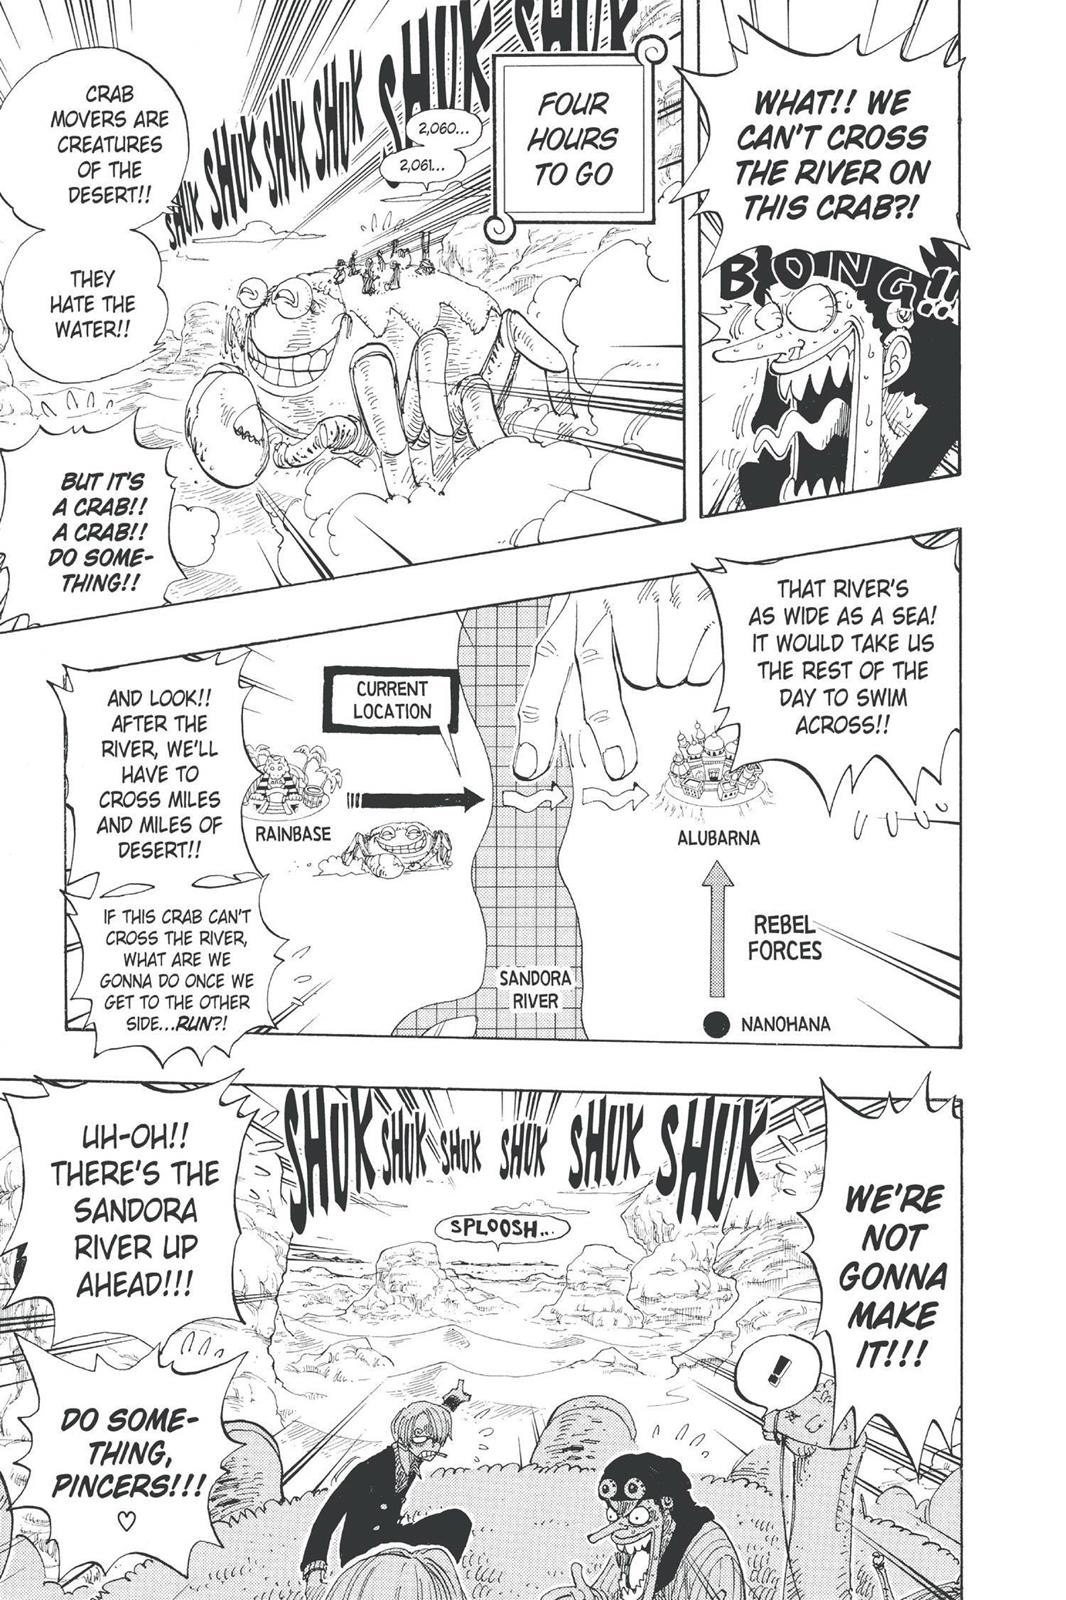 WHAT!! WE
CAN'T CROSS
THE RIVER ON
THIS CRAB?!
BONG!!
FOUR
HOURS
TO GO
SHUK SHUK SHUK SHUK SHUK SHUK
2,060...
2,061...
CRAB
MOVERS ARE
CREATURES
OF THE
DESERT!!
THEY
HATE THE
WATER!!
BUT IT'S
A CRAB!!
A CRAB!!
DO SOME-
THING!!
THAT RIVER'S
AS WIDE AS A SEA!
IT WOULD TAKE US
THE REST OF THE
DAY TO SWIM
ACROSS!!
CURRENT
LOCATION
RAINBASE
ALUBARNA
REBEL
FORCES
SANDORA
RIVER
NANOHANA
AND LOOK!!
AFTER THE
RIVER, WE'LL
HAVE TO
CROSS MILES
AND MILES OF
DESERT!!
IF THIS CRAB CAN'T
CROSS THE RIVER,
WHAT ARE WE
GONNA DO ONCE WE
GET TO THE OTHER
SIDE...RUN?!
SHUK SHUK SHUK SHUK SHUK SHUK
SPLOOSH..
WE'RE
NOT
GONNA
MAKE
IT!!!
!
UH-OH!!
THERE'S THE
SANDORA
RIVER UP
AHEAD!!!
DO SOME-
THING,
PINCERS!!!
♡